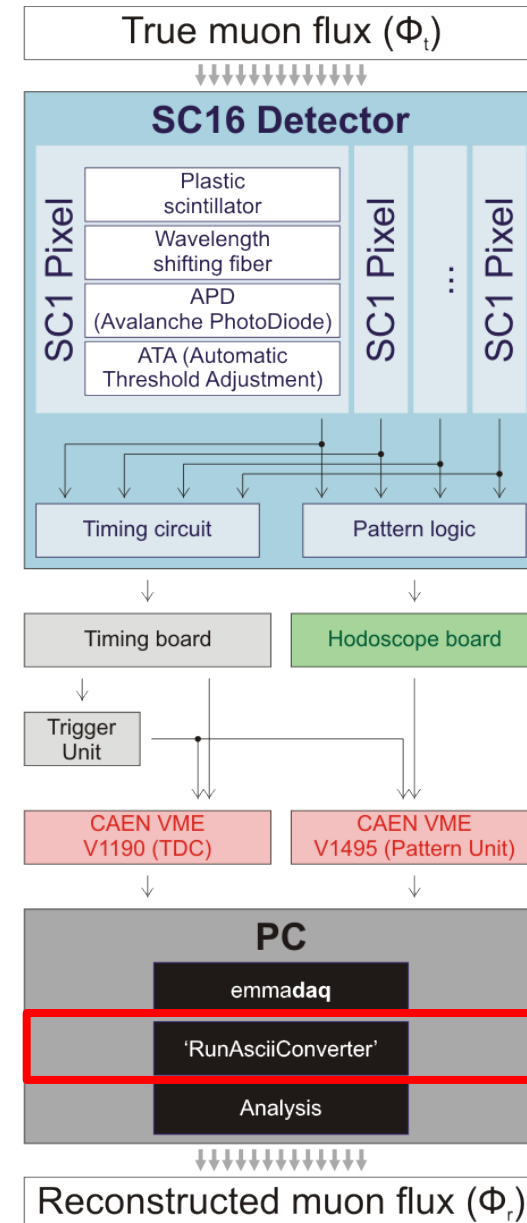 True muon flux (Φt)
SC16 Detector
SC1 Pixel
Plastic
scintillator
Wavelength
shifting fiber
APD
(Avalanche PhotoDiode)
ATA (Automatic
Threshold Adjustment)
SC1 Pixel
...
SC1 Pixel
Timing circuit
Pattern logic
Timing board
Hodoscope board
Trigger
Unit
CAEN VME
V1190 (TDC)
CAEN VME
V1495 (Pattern Unit)
PC
emmadaq
‘RunAsciiConverter’
Analysis
Reconstructed muon flux (Φr)